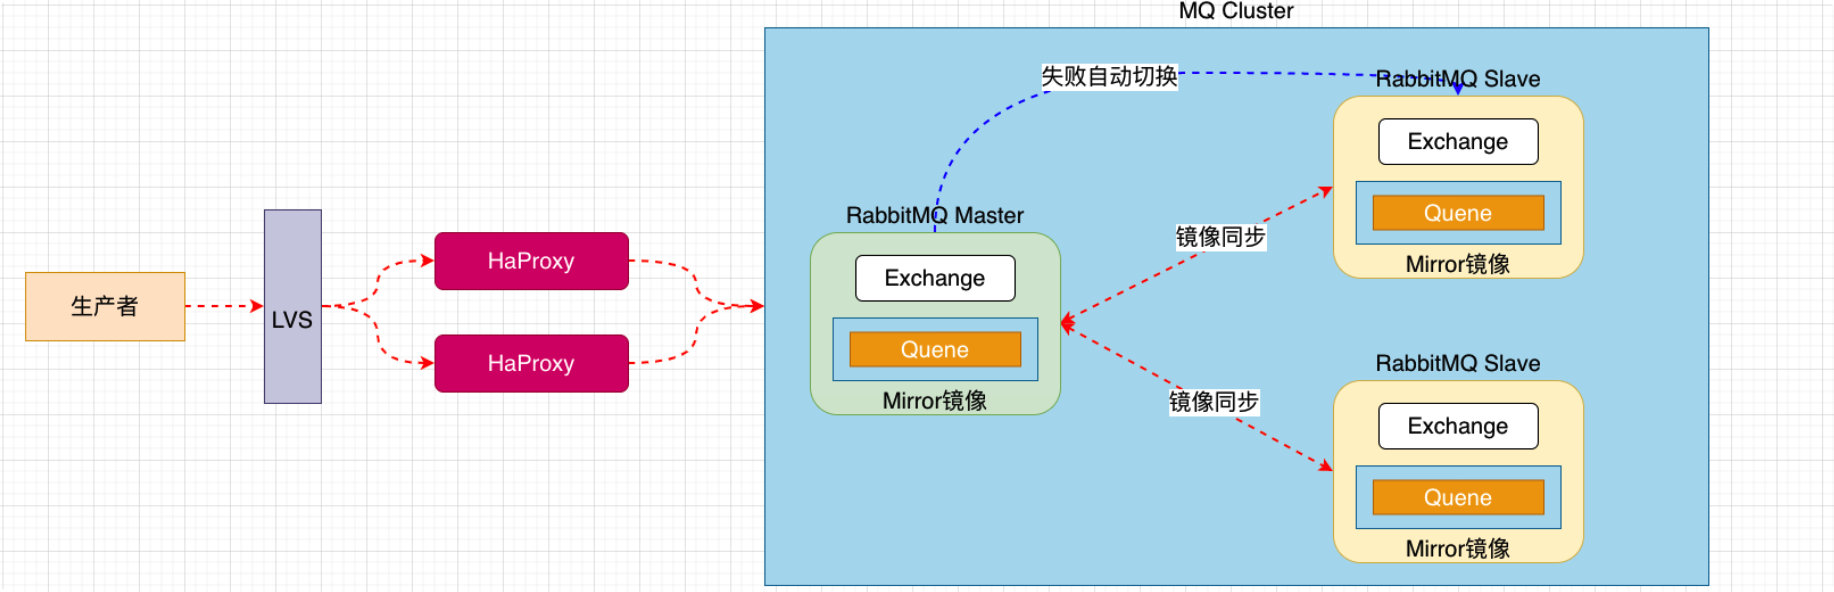 MQ Cluster
失败自动切换
RabbitMQ Slave
Exchange
Quene
Mirror镜像
RabbitMQ Master
Exchange
Quene
Mirror镜像
镜像同步
镜像同步
RabbitMQ Slave
Exchange
Quene
Mirror镜像
生产者
LVS
HaProxy
HaProxy